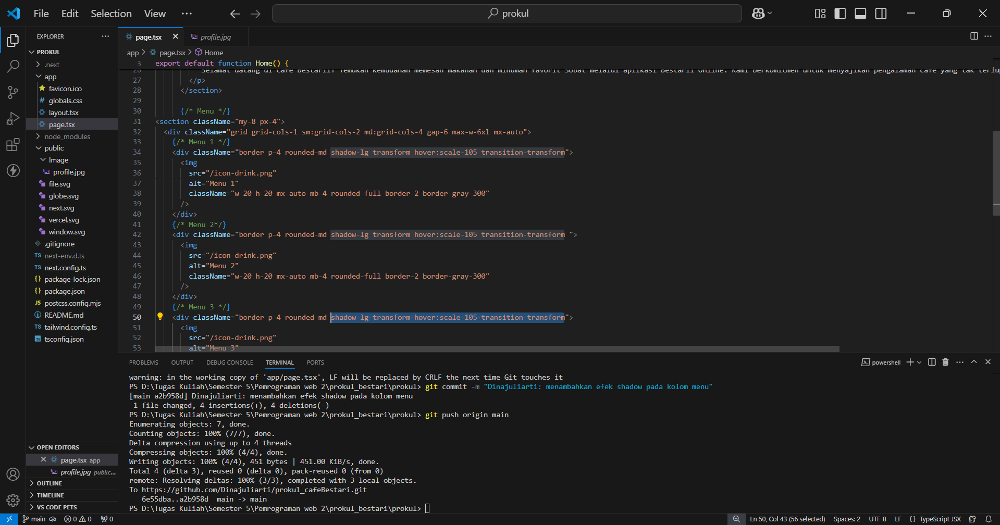 File Edit Selection View ··· prokul
EXPLORER ···
PROKUL
.next
app
favicon.ico
# globals.css
layout.tsx
page.tsx
node_modules
public
Image
profile.jpg
file.svg
globe.svg
next.svg
vercel.svg
window.svg
.gitignore
TS next-env.d.ts
TS next.config.ts
{} package-lock.json
{} package.json
JS postcss.config.mjs
README.md
TS tailwind.config.ts
tsconfig.json
OPEN EDITORS
page.tsx app
profile.jpg public...
OUTLINE
TIMELINE
VS CODE PETS
page.tsx profile.jpg
app > page.tsx > Home
3 export default function Home() {
26 Selamat datang di Cafe Bestari! Temukan kemudahan memesan makanan dan minuman favorit Sobat melalui aplikasi Bestari Online. Kami berkomitmen untuk menyajikan pengalaman cafe yang tak terlup
27 </p>
28 </section>
29
30 {/* Menu */}
31 <section className="my-8 px-4">
32 <div className="grid grid-cols-1 sm:grid-cols-2 md:grid-cols-4 gap-6 max-w-6xl mx-auto">
33 {/* Menu 1 */}
34 <div className="border p-4 rounded-md shadow-lg transform hover:scale-105 transition-transform">
35 <img
36 src="/icon-drink.png"
37 alt="Menu 1"
38 className="w-20 h-20 mx-auto mb-4 rounded-full border-2 border-gray-300"
39 />
40 </div>
41 {/* Menu 2*/}
42 <div className="border p-4 rounded-md shadow-lg transform hover:scale-105 transition-transform ">
43 <img
44 src="/icon-drink.png"
45 alt="Menu 2"
46 className="w-20 h-20 mx-auto mb-4 rounded-full border-2 border-gray-300"
47 />
48 </div>
49 {/* Menu 3 */}
50 <div className="border p-4 rounded-md shadow-lg transform hover:scale-105 transition-transform">
51 <img
52 src="/icon-drink.png"
53 alt="Menu 3"
PROBLEMS OUTPUT DEBUG CONSOLE TERMINAL PORTS powershell
warning: in the working copy of 'app/page.tsx', LF will be replaced by CRLF the next time Git touches it
PS D:\Tugas Kuliah\Semester 5\Pemrograman web 2\prokul_bestari\prokul> git commit -m "Dinajuliarti: menambahkan efek shadow pada kolom menu"
[main a2b958d] Dinajuliarti: menambahkan efek shadow pada kolom menu
1 file changed, 4 insertions(+), 4 deletions(-)
PS D:\Tugas Kuliah\Semester 5\Pemrograman web 2\prokul_bestari\prokul> git push origin main
Enumerating objects: 7, done.
Counting objects: 100% (7/7), done.
Delta compression using up to 4 threads
Compressing objects: 100% (4/4), done.
Writing objects: 100% (4/4), 451 bytes | 451.00 KiB/s, done.
Total 4 (delta 3), reused 0 (delta 0), pack-reused 0 (from 0)
remote: Resolving deltas: 100% (3/3), completed with 3 local objects.
To https://github.com/Dinajuliarti/prokul_cafeBestari.git
6e55dba..a2b958d main -> main
PS D:\Tugas Kuliah\Semester 5\Pemrograman web 2\prokul_bestari\prokul>
main 0 0 0 Ln 50, Col 43 (56 selected) Spaces: 2 UTF-8 LF {} TypeScript JSX